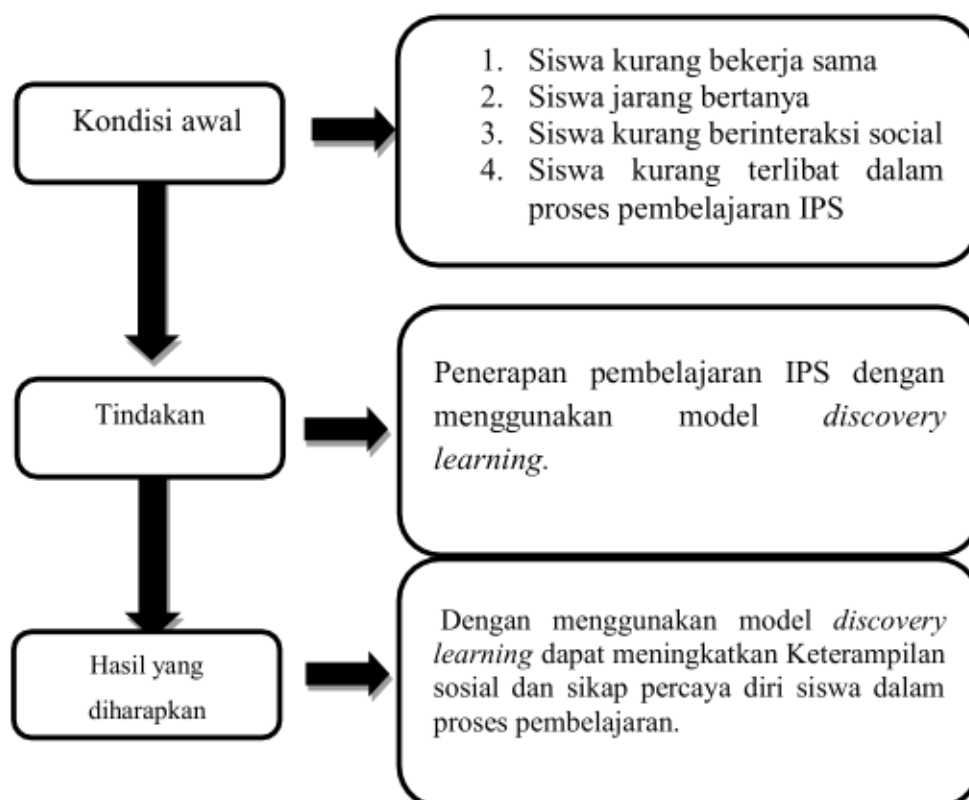 Kondisi awal
1. Siswa kurang bekerja sama
2. Siswa jarang bertanya
3. Siswa kurang berinteraksi social
4. Siswa kurang terlibat dalam
proses pembelajaran IPS
Tindakan
Penerapan pembelajaran IPS dengan
menggunakan model discovery
learning.
Hasil yang
diharapkan
Dengan menggunakan model discovery
learning dapat meningkatkan Keterampilan
sosial dan sikap percaya diri siswa dalam
proses pembelajaran.